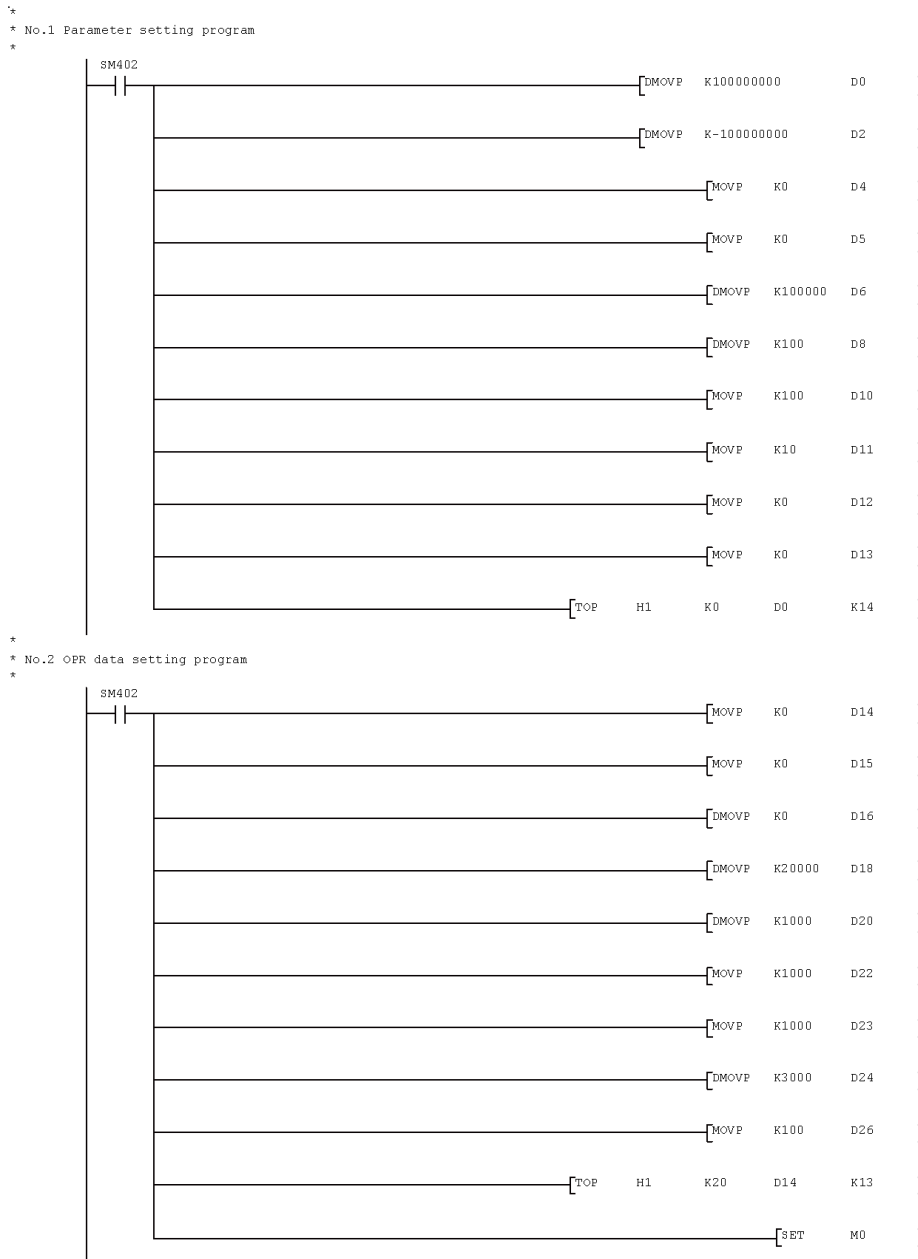 *
* No.1 Parameter setting program
*
SM402
DMOVP K100000000 D0
DMOVP K-100000000 D2
MOVP K0 D4
MOVP K0 D5
DMOVP K100000 D6
DMOVP K100 D8
MOVP K100 D10
MOVP K10 D11
MOVP K0 D12
MOVP K0 D13
TOP H1 K0 D0 K14
*
* No.2 OPR data setting program
*
SM402
MOVP K0 D14
MOVP K0 D15
DMOVP K0 D16
DMOVP K20000 D18
DMOVP K1000 D20
MOVP K1000 D22
MOVP K1000 D23
DMOVP K3000 D24
MOVP K100 D26
TOP H1 K20 D14 K13
SET M0